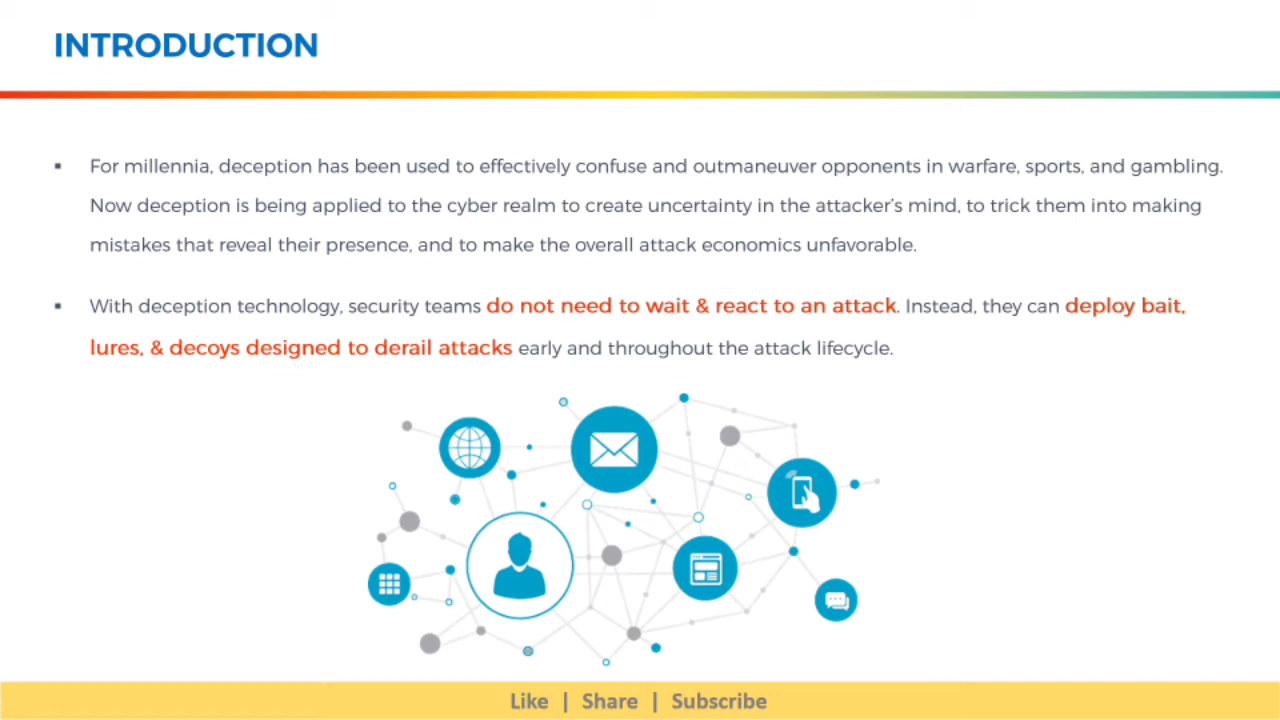 INTRODUCTION
▪ For millennia, deception has been used to effectively confuse and outmaneuver opponents in warfare, sports, and gambling.
Now deception is being applied to the cyber realm to create uncertainty in the attacker's mind, to trick them into making
mistakes that reveal their presence, and to make the overall attack economics unfavorable.
▪ With deception technology, security teams do not need to wait & react to an attack. Instead, they can deploy bait,
lures, & decoys designed to derail attacks early and throughout the attack lifecycle.
Like | Share | Subscribe